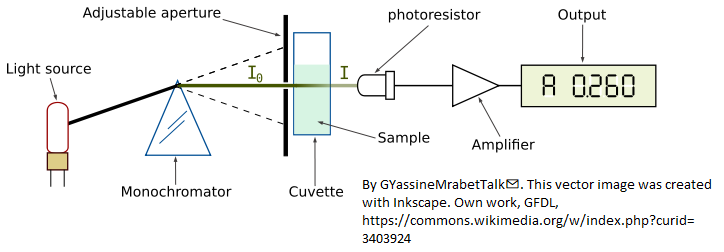 Adjustable aperture
photoresistor
Output
Light source
I₀
I
A 0.260
Sample
Amplifier
Monochromator
Cuvette
By GYassineMrabetTalk✉. This vector image was created
with Inkscape. Own work, GFDL,
https://commons.wikimedia.org/w/index.php?curid=
3403924